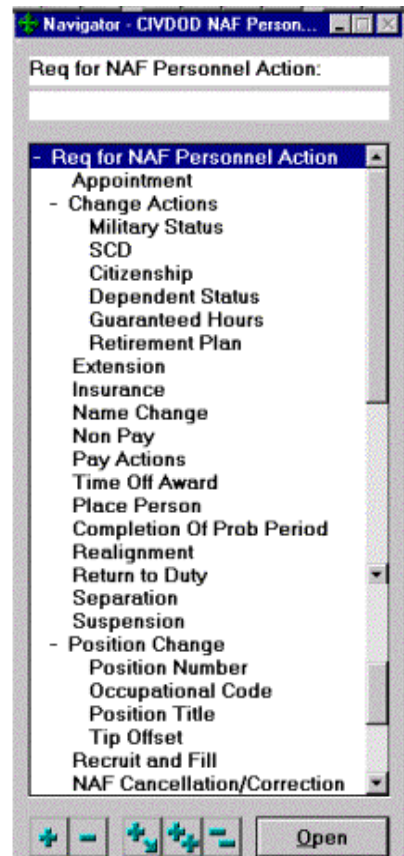 Navigator - CIVDOD NAF Person...
Req for NAF Personnel Action:
- Req for NAF Personnel Action
Appointment
- Change Actions
Military Status
SCD
Citizenship
Dependent Status
Guaranteed Hours
Retirement Plan
Extension
Insurance
Name Change
Non Pay
Pay Actions
Time Off Award
Place Person
Completion Of Prob Period
Realignment
Return to Duty
Separation
Suspension
- Position Change
Position Number
Occupational Code
Position Title
Tip Offset
Recruit and Fill
NAF Cancellation/Correction
Open